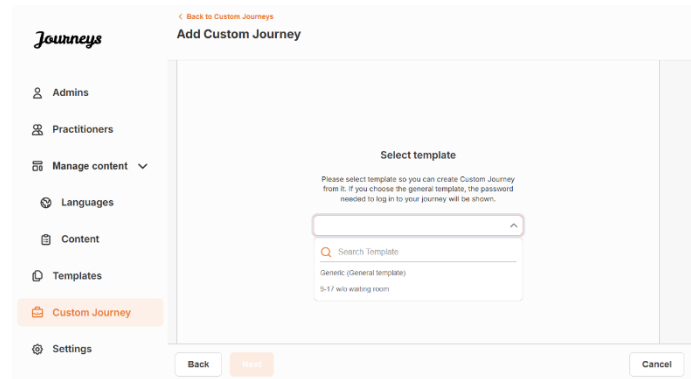 Journeys
Admins
Practitioners
Manage content
Languages
Content
Templates
Custom Journey
Settings
< Back to Custom Journeys
Add Custom Journey
Select template
Please select template so you can create Custom Journey
from it. If you choose the general template, the password
needed to log in to your journey will be shown.
Search Template
Generic (General template)
5-17 w/o waiting room
Back
Next
Cancel